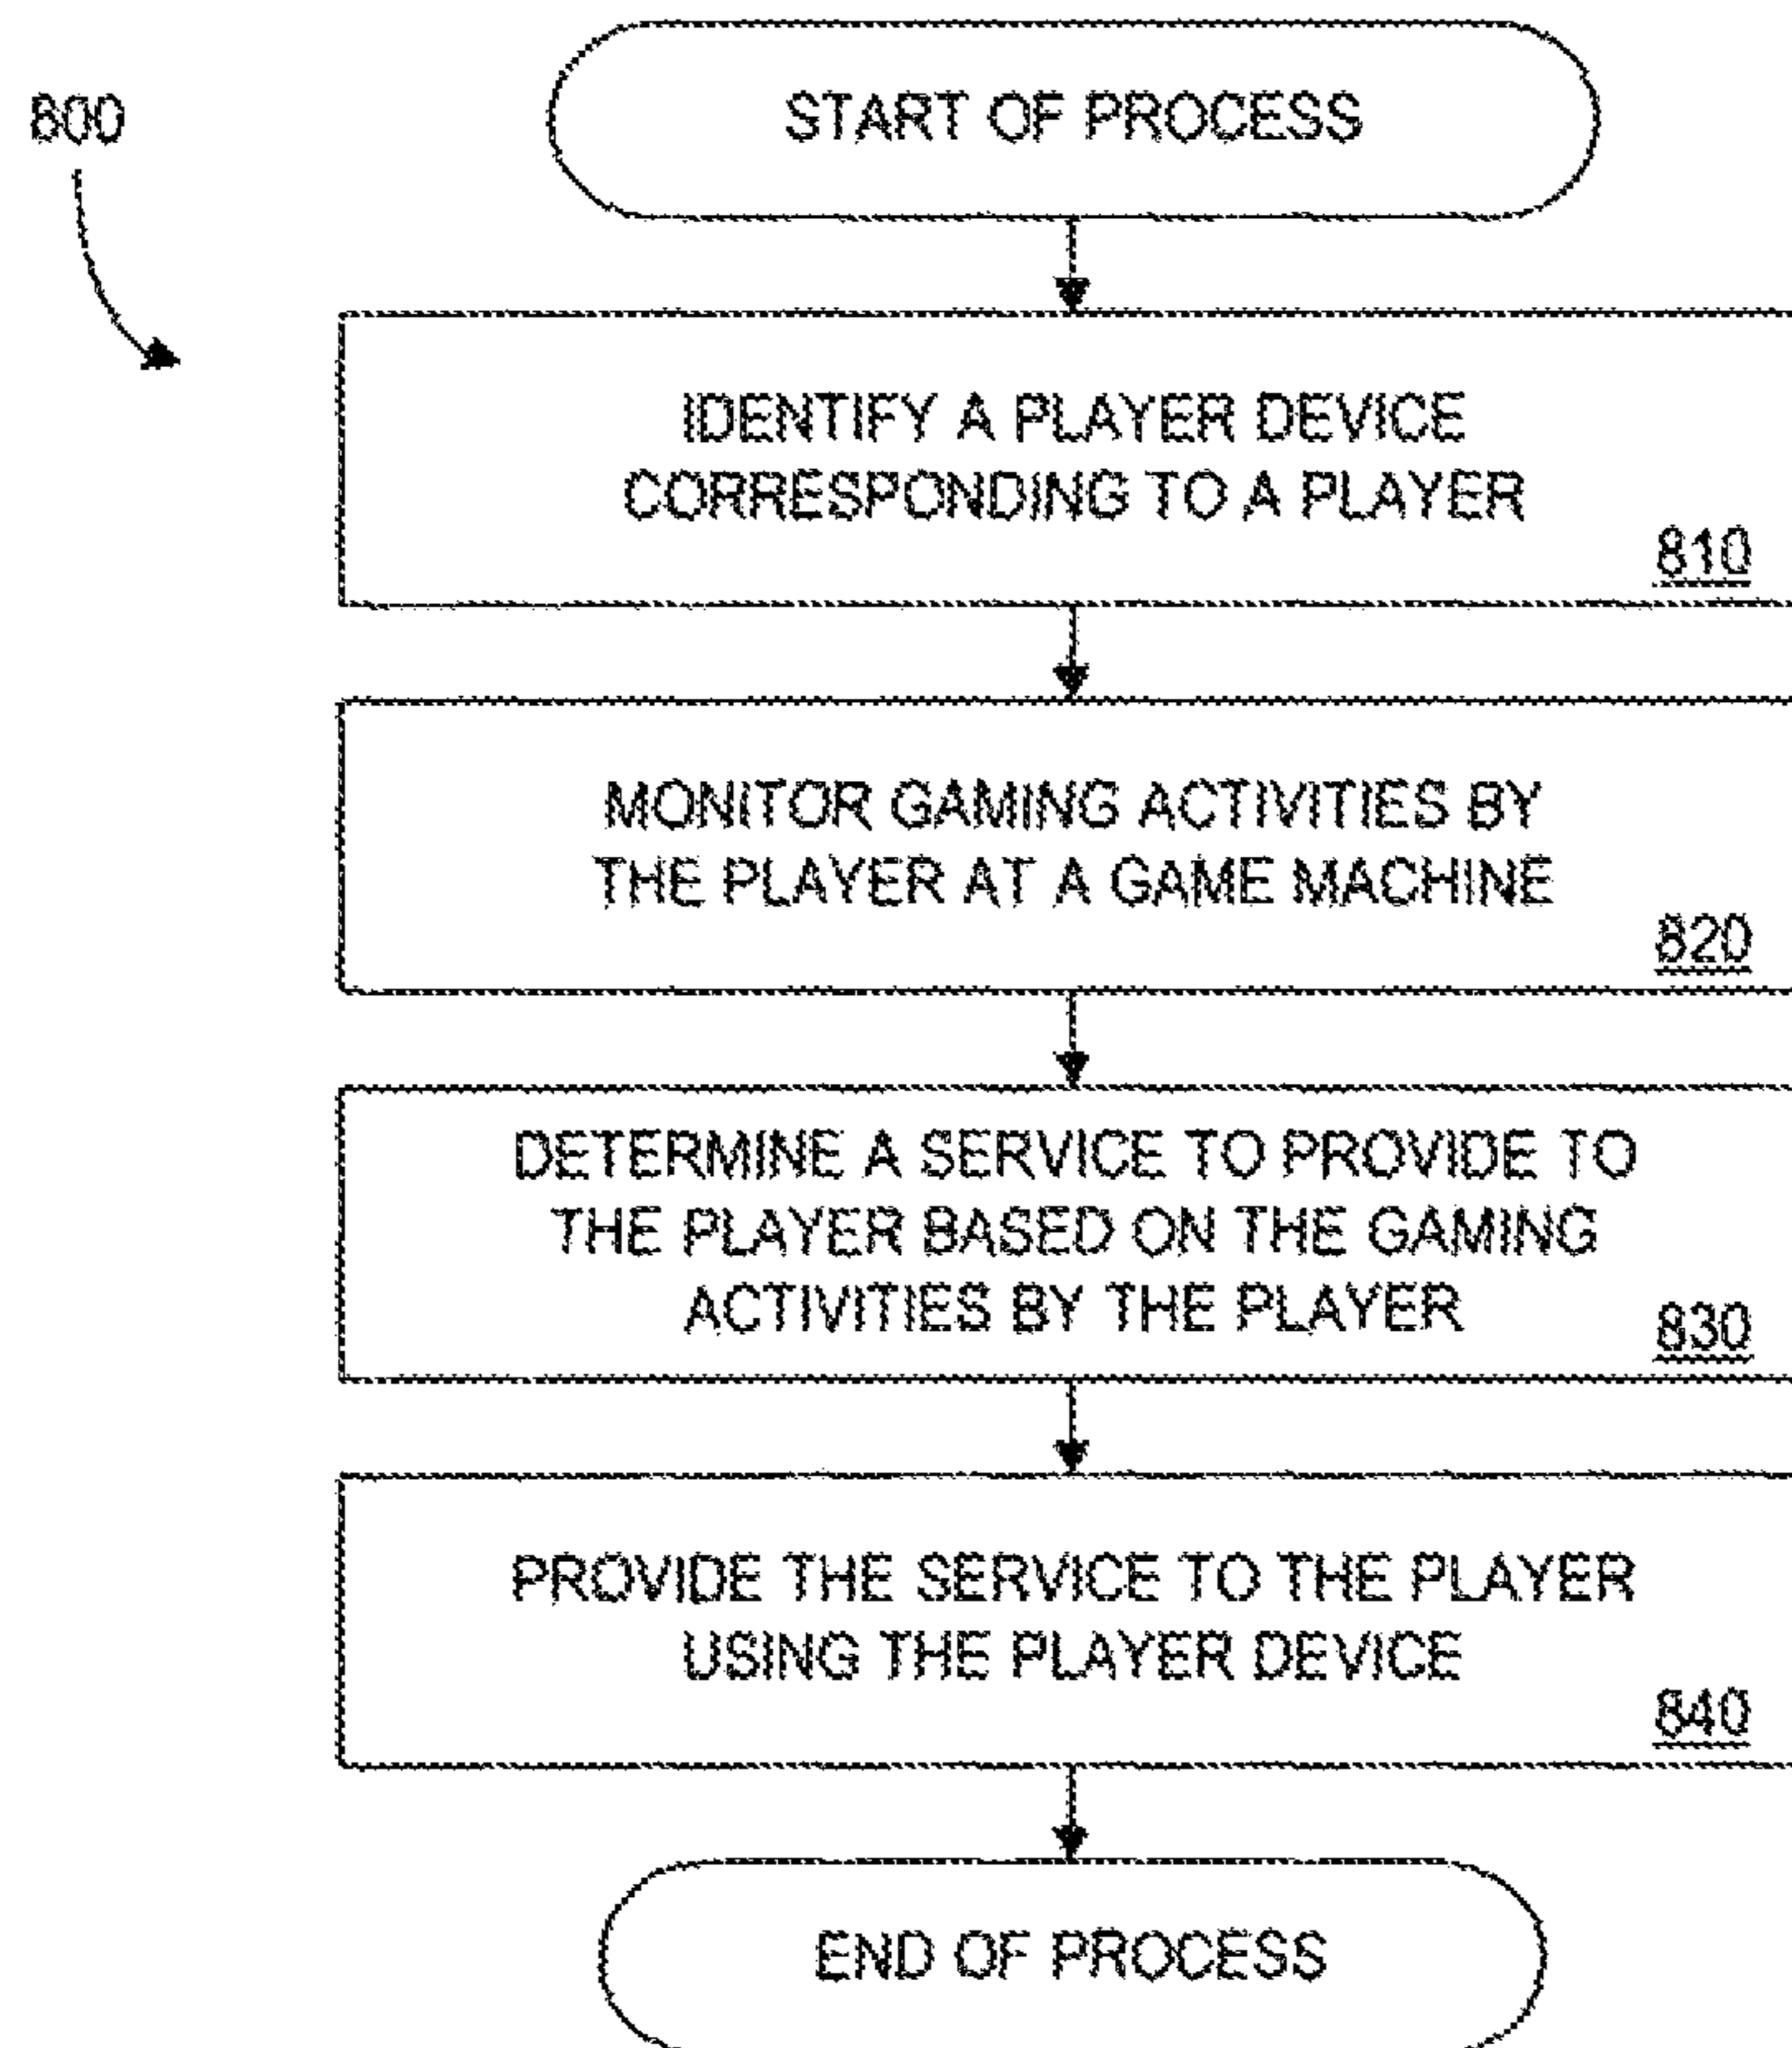 800
START OF PROCESS
IDENTIFY A PLAYER DEVICE
CORRESPONDING TO A PLAYER
810
MONITOR GAMING ACTIVITIES BY
THE PLAYER AT A GAME MACHINE
820
DETERMINE A SERVICE TO PROVIDE TO
THE PLAYER BASED ON THE GAMING
ACTIVITIES BY THE PLAYER
830
PROVIDE THE SERVICE TO THE PLAYER
USING THE PLAYER DEVICE
840
END OF PROCESS